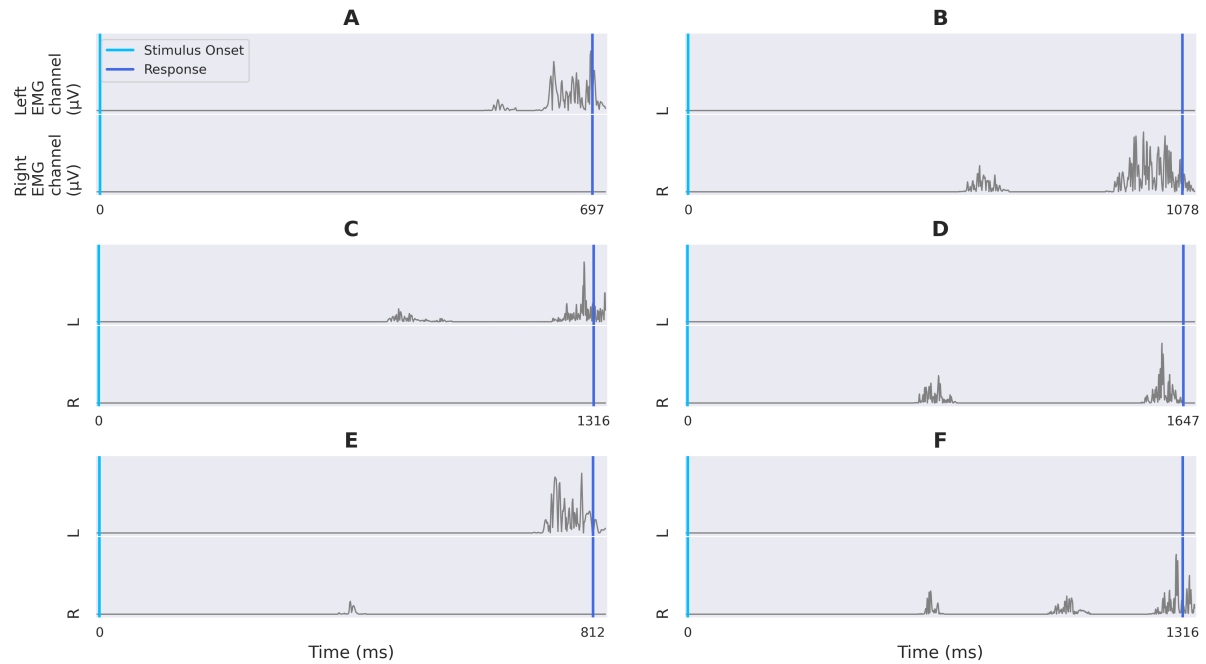 A
B
Left
EMG
channel
(µV)
Stimulus Onset
Response
L
Right
EMG
channel
(µV)
R
0
697
0
1078
C
D
L
L
R
R
0
1316
0
1647
E
F
L
L
R
R
0
812
0
1316
Time (ms)
Time (ms)